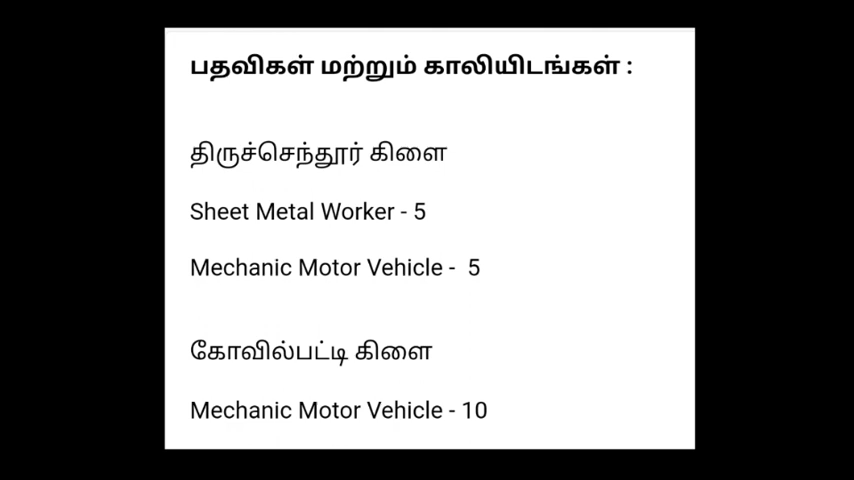 பதவிகள் மற்றும் காலியிடங்கள் :
திருச்செந்தூர் கிளை
Sheet Metal Worker - 5
Mechanic Motor Vehicle -  5
கோவில்பட்டி கிளை
Mechanic Motor Vehicle - 10